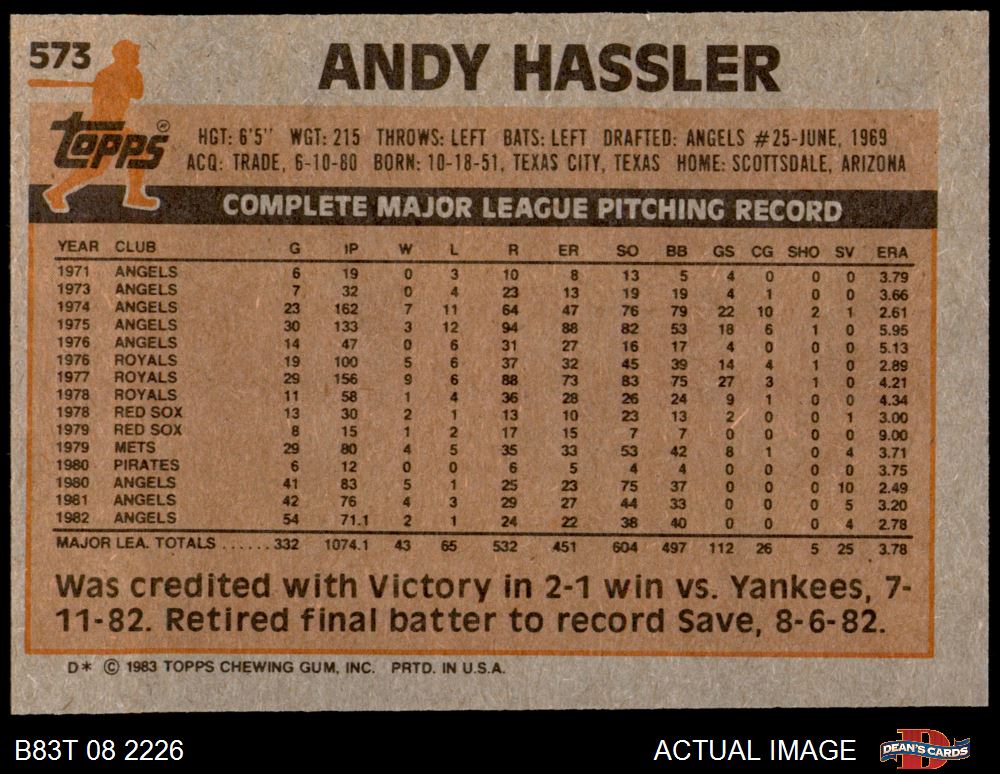 573
ANDY HASSLER
Topps®
HGT: 6'5" WGT: 215 THROWS: LEFT BATS: LEFT DRAFTED: ANGELS #25-JUNE, 1969
ACQ: TRADE, 6-10-80 BORN: 10-18-51, TEXAS CITY, TEXAS HOME: SCOTTSDALE, ARIZONA
COMPLETE MAJOR LEAGUE PITCHING RECORD
YEAR CLUB G IP W L R ER SO BB GS CG SHO SV ERA
1971 ANGELS 6 19 0 3 10 8 13 5 4 0 0 0 3.79
1973 ANGELS 7 32 0 4 23 13 19 19 4 1 0 0 3.66
1974 ANGELS 23 162 7 11 64 47 76 79 22 10 2 1 2.61
1975 ANGELS 30 133 3 12 94 88 82 53 18 6 1 0 5.95
1976 ANGELS 14 47 0 6 31 27 16 17 4 0 0 0 5.13
1976 ROYALS 19 100 5 6 37 32 45 39 14 4 1 0 2.89
1977 ROYALS 29 156 9 6 88 73 83 75 27 3 1 0 4.21
1978 ROYALS 11 58 1 4 36 28 26 24 9 1 0 0 4.34
1978 RED SOX 13 30 2 1 13 10 23 13 2 0 0 1 3.00
1979 RED SOX 8 15 1 2 17 15 7 7 0 0 0 0 9.00
1979 METS 29 80 4 5 35 33 53 42 8 1 0 4 3.71
1980 PIRATES 6 12 0 0 6 5 4 4 0 0 0 0 3.75
1980 ANGELS 41 83 5 1 25 23 75 37 0 0 0 10 2.49
1981 ANGELS 42 76 4 3 29 27 44 33 0 0 0 5 3.20
1982 ANGELS 54 71.1 2 1 24 22 38 40 0 0 0 4 2.78
MAJOR LEA. TOTALS ...... 332 1074.1 43 65 532 451 604 497 112 26 5 25 3.78
Was credited with Victory in 2-1 win vs. Yankees, 7-
11-82. Retired final batter to record Save, 8-6-82.
D* © 1983 TOPPS CHEWING GUM, INC. PRTD. IN U.S.A.
B83T 08 2226 ACTUAL IMAGE DEAN'S CARDS